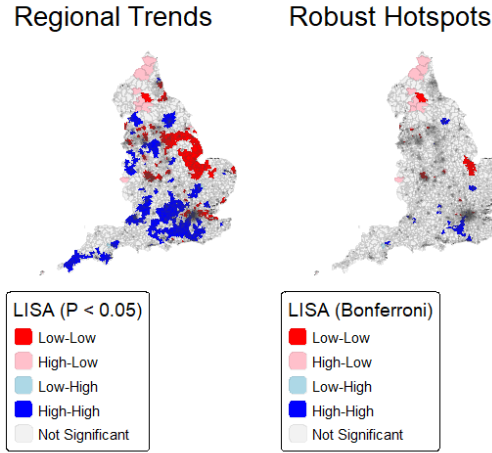 Regional Trends
Robust Hotspots
LISA (P < 0.05)
Low-Low
High-Low
Low-High
High-High
Not Significant
LISA (Bonferroni)
Low-Low
High-Low
Low-High
High-High
Not Significant